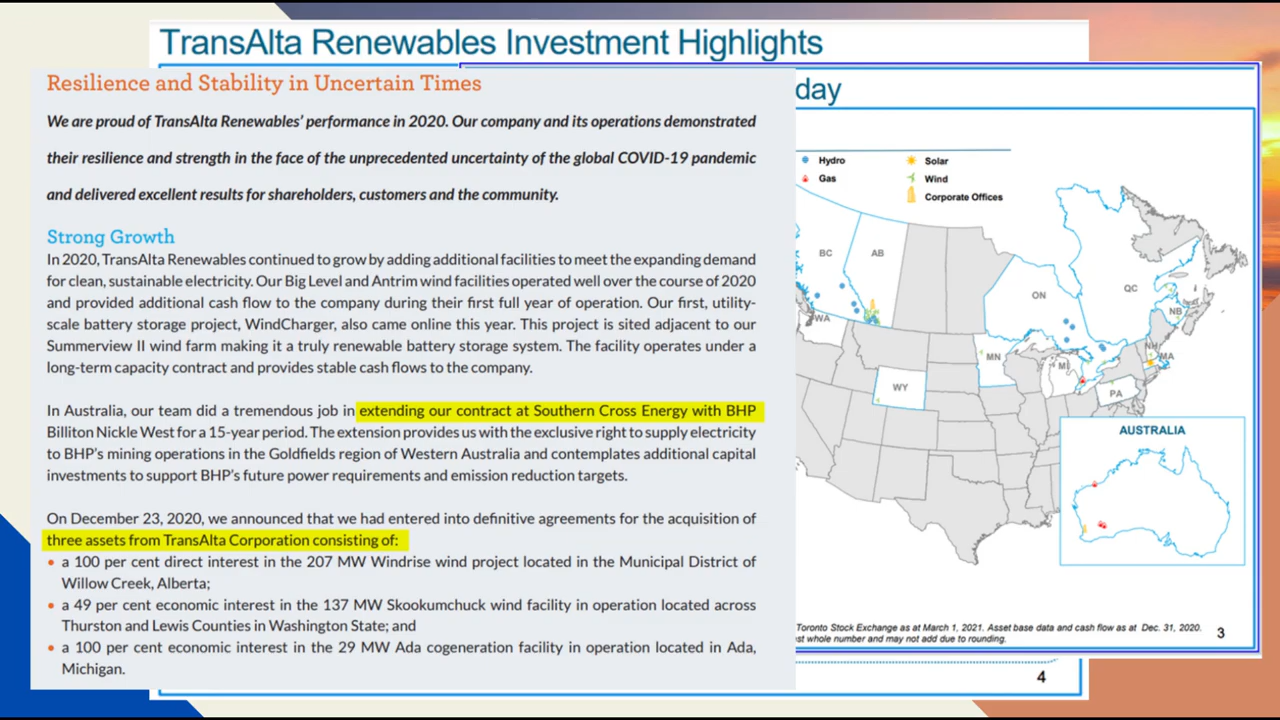 TransAlta Renewables Investment Highlights
day
Resilience and Stability in Uncertain Times
We are proud of TransAlta Renewables' performance in 2020. Our company and its operations demonstrated
their resilience and strength in the face of the unprecedented uncertainty of the global COVID-19 pandemic
and delivered excellent results for shareholders, customers and the community.
Strong Growth
In 2020, TransAlta Renewables continued to grow by adding additional facilities to meet the expanding demand
for clean, sustainable electricity. Our Big Level and Antrim wind facilities operated well over the course of 2020
and provided additional cash flow to the company during their first full year of operation. Our first, utility-
scale battery storage project, WindCharger, also came online this year. This project is sited adjacent to our
Summerview II wind farm making it a truly renewable battery storage system. The facility operates under a
long-term capacity contract and provides stable cash flows to the company.
In Australia, our team did a tremendous job in extending our contract at Southern Cross Energy with BHP
Billiton Nickle West for a 15-year period. The extension provides us with the exclusive right to supply electricity
to BHP's mining operations in the Goldfields region of Western Australia and contemplates additional capital
investments to support BHP's future power requirements and emission reduction targets.
On December 23, 2020, we announced that we had entered into definitive agreements for the acquisition of
three assets from TransAlta Corporation consisting of:
• a 100 per cent direct interest in the 207 MW Windrise wind project located in the Municipal District of
Willow Creek, Alberta;
• a 49 per cent economic interest in the 137 MW Skookumchuck wind facility in operation located across
Thurston and Lewis Counties in Washington State; and
• a 100 per cent economic interest in the 29 MW Ada cogeneration facility in operation located in Ada,
Michigan.
Hydro
Solar
Gas
Wind
Corporate Offices
BC
AB
ON
QC
NB
WA
MN
MI
NH
MA
WY
PA
AUSTRALIA
Toronto Stock Exchange as at March 1, 2021. Asset base data and cash flow as at Dec. 31, 2020.
st whole number and may not add due to rounding.
3
4